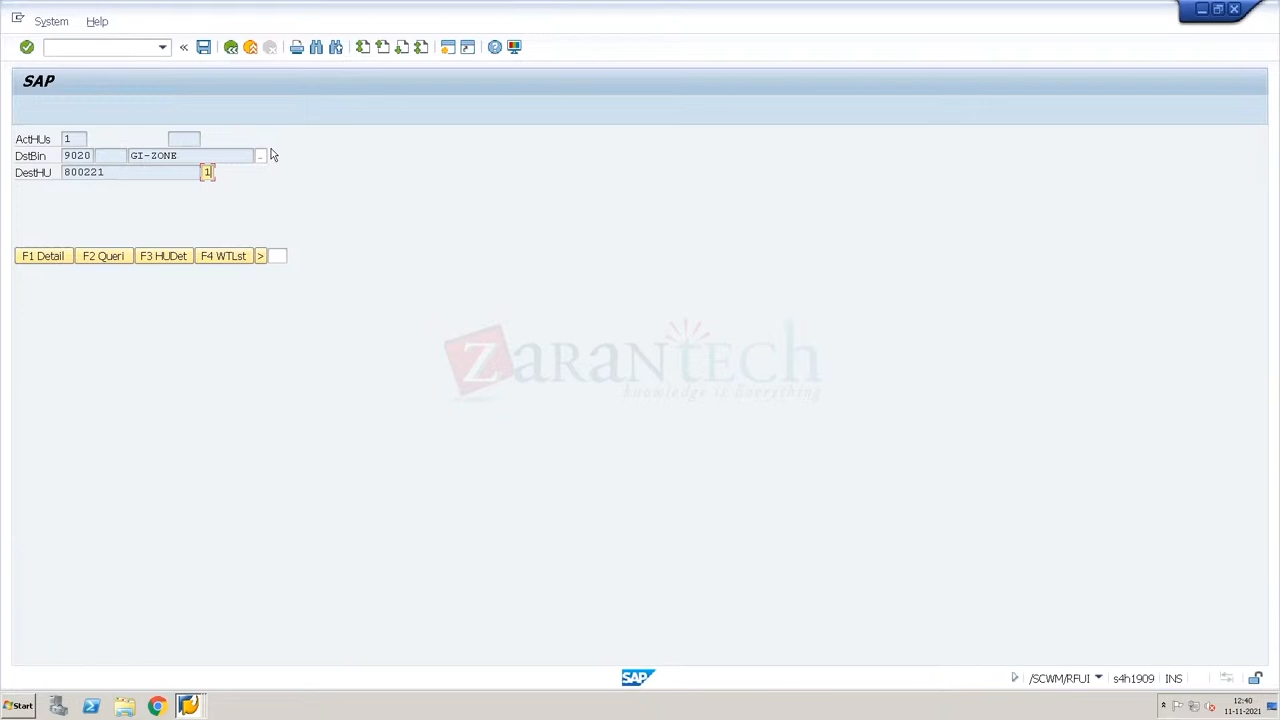 System Help
SAP
ActHUs 1
DstBin 9020 GI-ZONE
DestHU 800221 1
F1 Detail F2 Queri F3 HUDet F4 WTLst >
ZaranTech
knowledge is Everything
SAP
/SCWM/RFUI s4h1909 INS
Start
12:40
11-11-2021